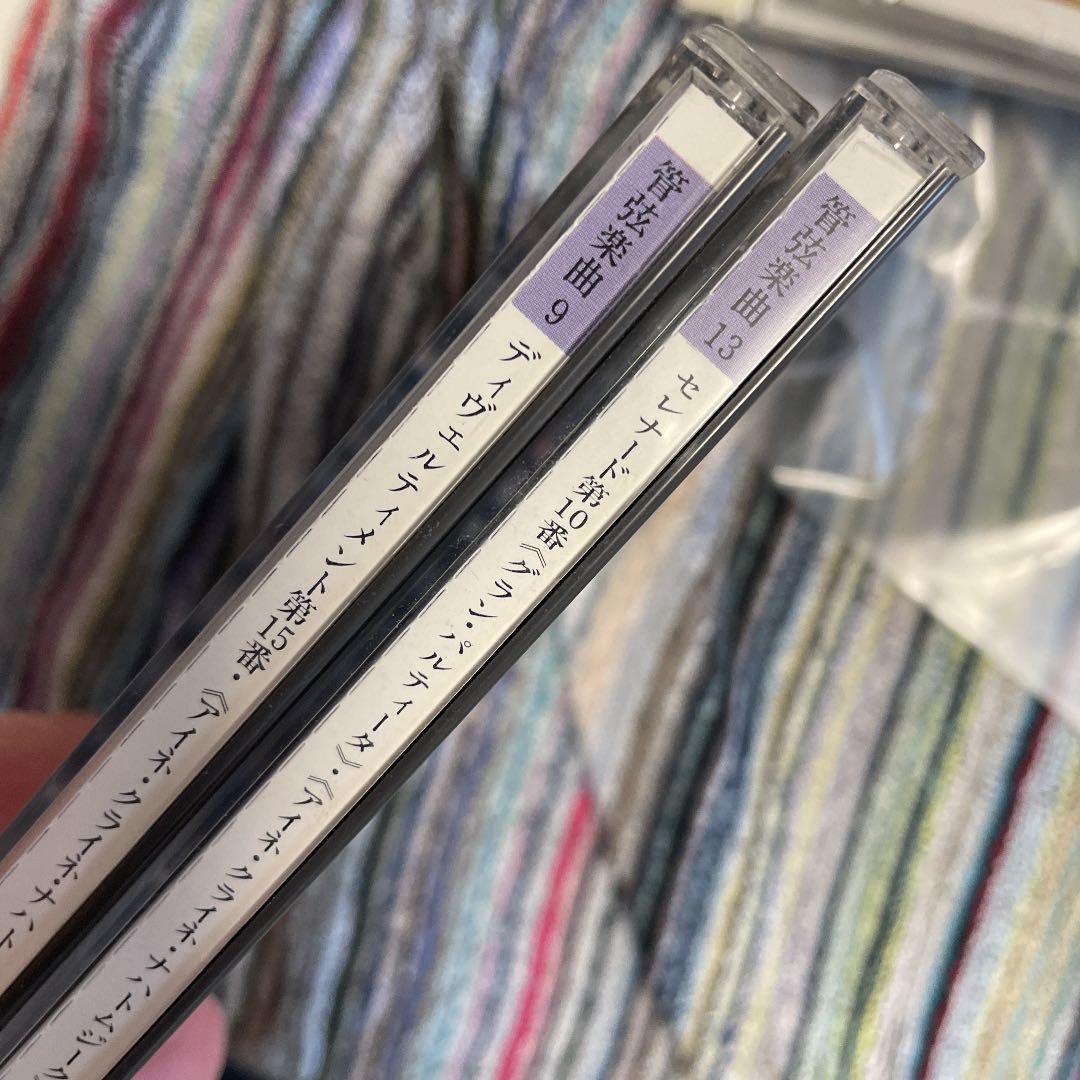 管弦楽曲 9
ディヴェルティメント第15番・《アイネ・クライネ・ナハト
管弦楽曲 13
セレナード第10番《グラン・パルティータ》・《アイネ・クライネ・ナハトムジーク